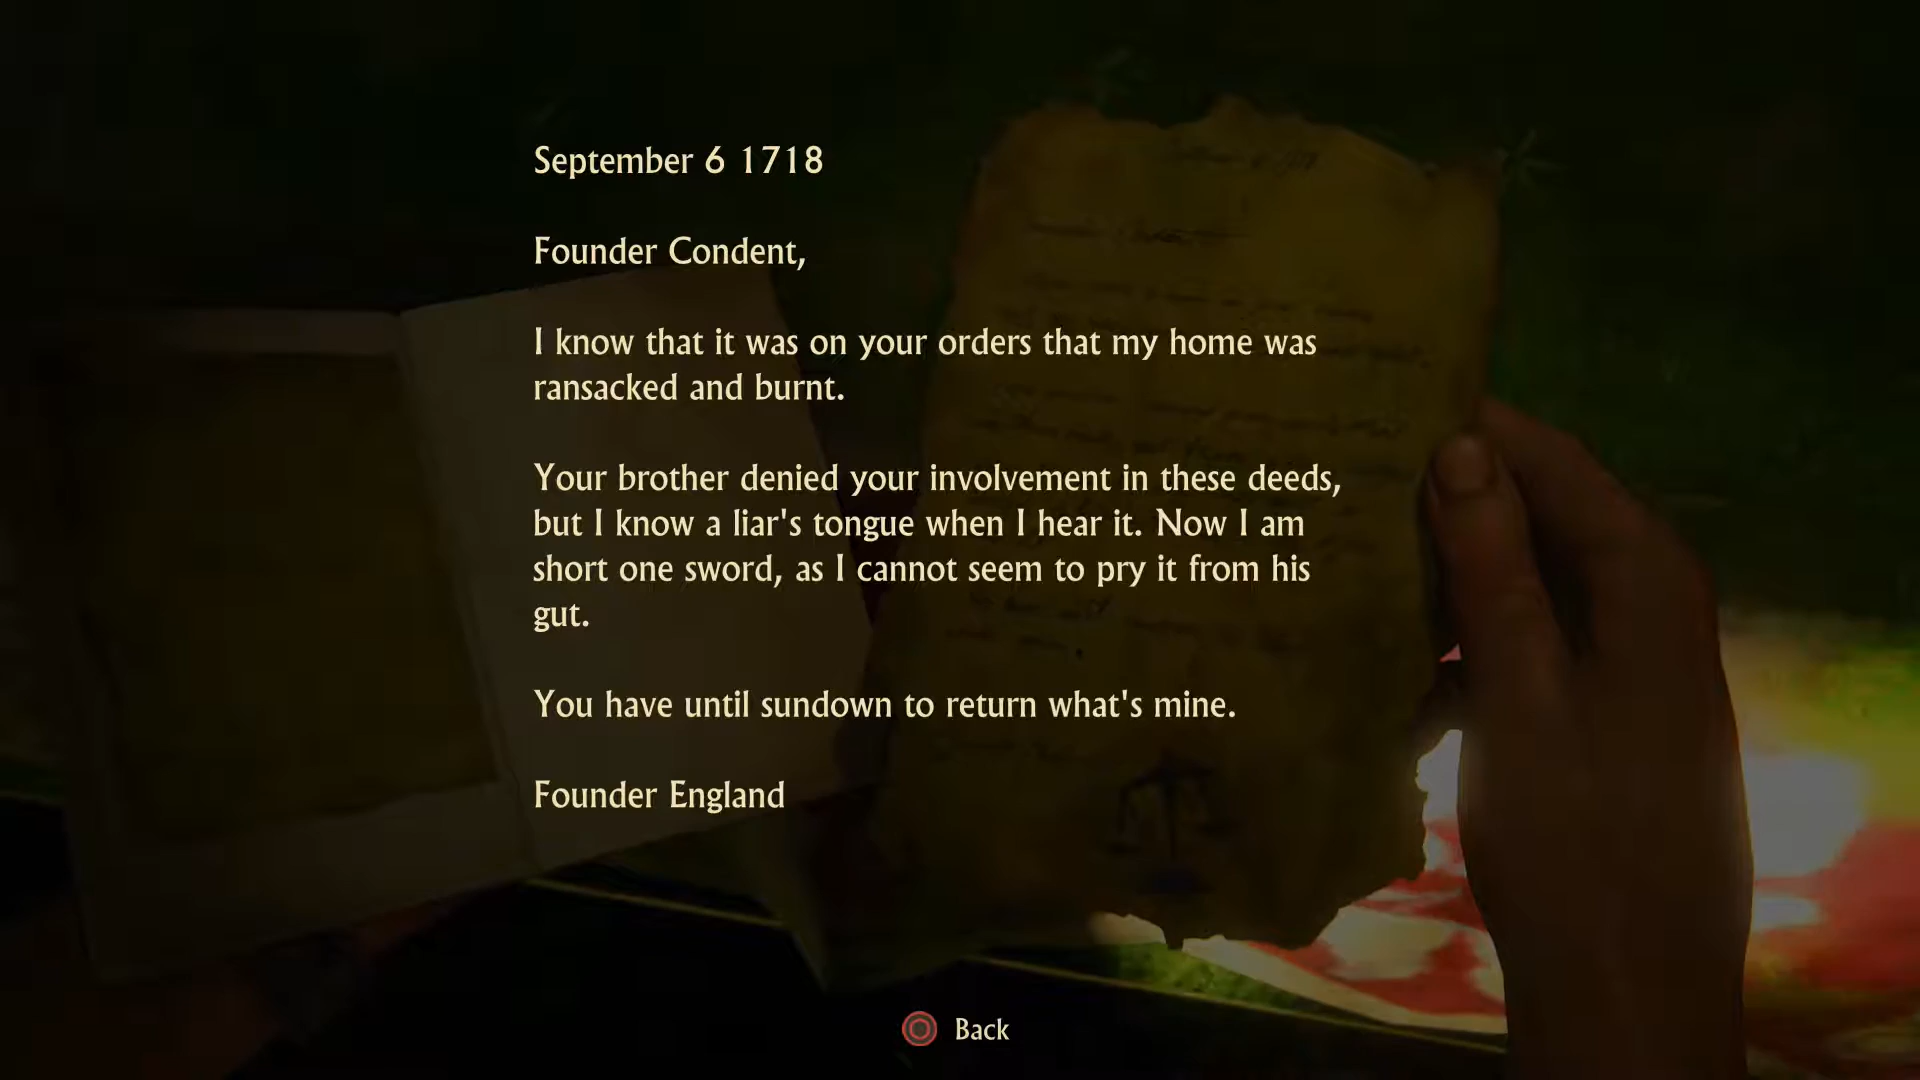 September 6 1718
Founder Condent,
I know that it was on your orders that my home was
ransacked and burnt.
Your brother denied your involvement in these deeds,
but I know a liar's tongue when I hear it. Now I am
short one sword, as I cannot seem to pry it from his
gut.
You have until sundown to return what's mine.
Founder England
Back